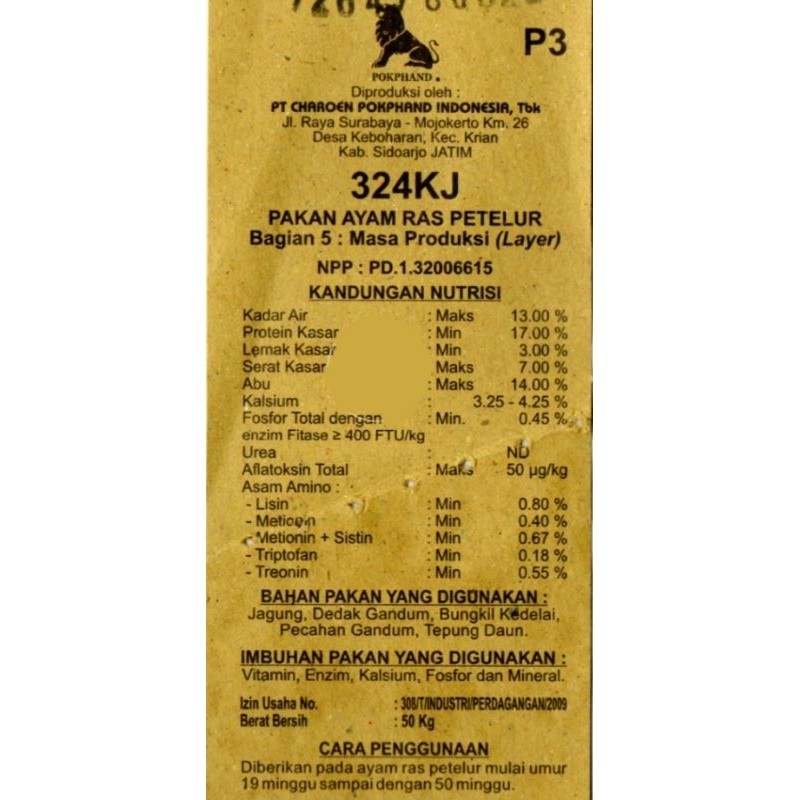 P3
POKPHAND
Diproduksi oleh :
PT CHAROEN POKPHAND INDONESIA, Tbk
Jl. Raya Surabaya - Mojokerto Km. 26
Desa Keboharan, Kec. Krian
Kab. Sidoarjo JATIM
324KJ
PAKAN AYAM RAS PETELUR
Bagian 5 : Masa Produksi (Layer)
NPP : PD.1.32006615
KANDUNGAN NUTRISI
Kadar Air : Maks 13.00 %
Protein Kasar : Min 17.00 %
Lemak Kasar : Min 3.00 %
Serat Kasar Maks 7.00 %
Abu : Maks 14.00 %
Kalsium : 3.25 - 4.25 %
Fosfor Total dengan : Min. 0.45 %
enzim Fitase ≥ 400 FTU/kg
Urea : ND
Aflatoksin Total : Maks 50 µg/kg
Asam Amino :
- Lisin : Min 0.80 %
- Metionin : Min 0.40 %
- Metionin + Sistin : Min 0.67 %
- Triptofan : Min 0.18 %
- Treonin : Min 0.55 %
BAHAN PAKAN YANG DIGUNAKAN :
Jagung, Dedak Gandum, Bungkil Kedelai,
Pecahan Gandum, Tepung Daun.
IMBUHAN PAKAN YANG DIGUNAKAN :
Vitamin, Enzim, Kalsium, Fosfor dan Mineral.
Izin Usaha No. : 308/T/INDUSTRI/PERDAGANGAN/2009
Berat Bersih : 50 Kg
CARA PENGGUNAAN
Diberikan pada ayam ras petelur mulai umur
19 minggu sampai dengan 50 minggu.